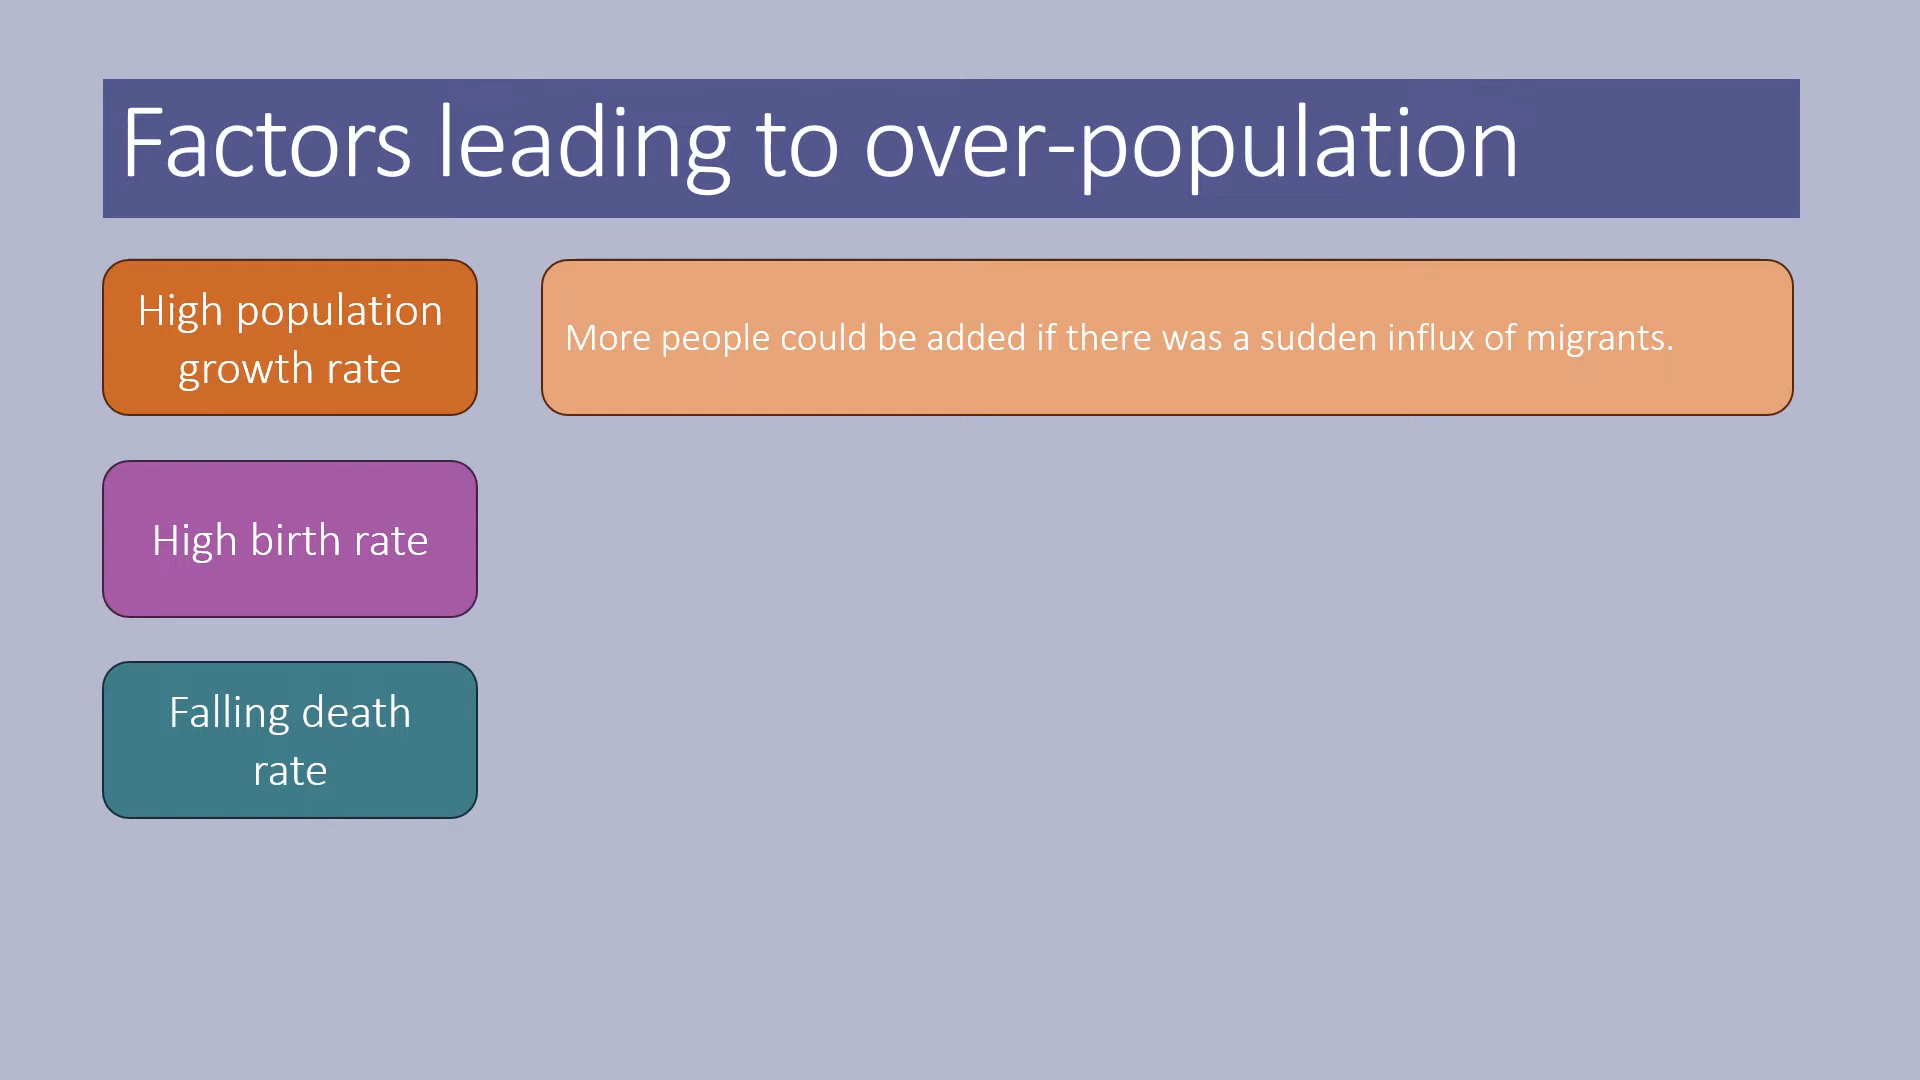 Factors leading to over-population
High population
growth rate
More people could be added if there was a sudden influx of migrants.
High birth rate
Falling death
rate